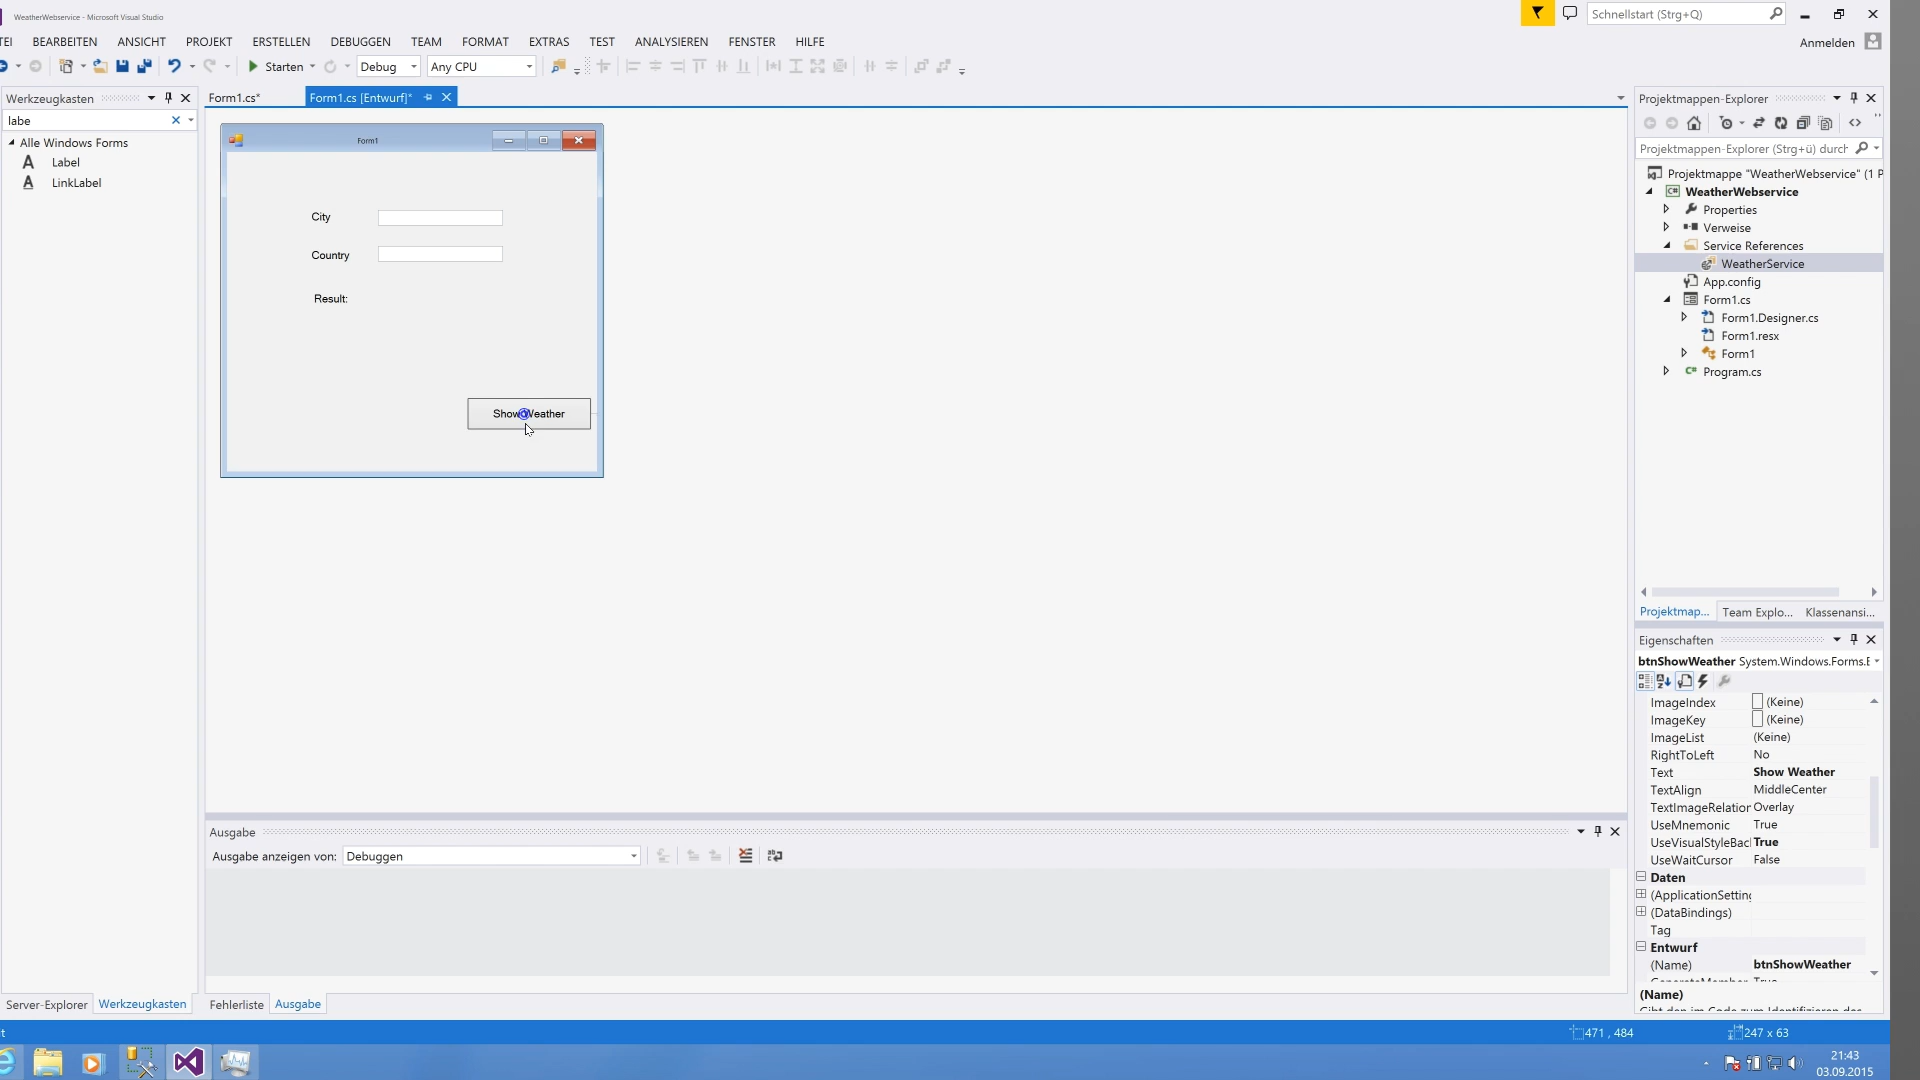 WeatherWebservice - Microsoft Visual Studio
Schnellstart (Strg+Q)
TEI BEARBEITEN ANSICHT PROJEKT ERSTELLEN DEBUGGEN TEAM FORMAT EXTRAS TEST ANALYSIEREN FENSTER HILFE
Anmelden
Starten Debug Any CPU
Werkzeugkasten
labe
Alle Windows Forms
A Label
A LinkLabel
Form1.cs* Form1.cs [Entwurf]*
Form1
City
Country
Result:
Show Weather
Projektmappen-Explorer
Projektmappen-Explorer (Strg+ü) durch
Projektmappe "WeatherWebservice" (1 P
WeatherWebservice
Properties
Verweise
Service References
WeatherService
App.config
Form1.cs
Form1.Designer.cs
Form1.resx
Form1
Program.cs
Projektmap... Team Explo... Klassenansi...
Eigenschaften
btnShowWeather System.Windows.Forms.E
ImageIndex (Keine)
ImageKey (Keine)
ImageList (Keine)
RightToLeft No
Text Show Weather
TextAlign MiddleCenter
TextImageRelation Overlay
UseMnemonic True
UseVisualStyleBac True
UseWaitCursor False
Daten
(ApplicationSetting
(DataBindings)
Tag
Entwurf
(Name) btnShowWeather
(Name)
Ausgabe
Ausgabe anzeigen von: Debuggen
Server-Explorer Werkzeugkasten
Fehlerliste Ausgabe
t
471 , 484
247 x 63
21:43
03.09.2015